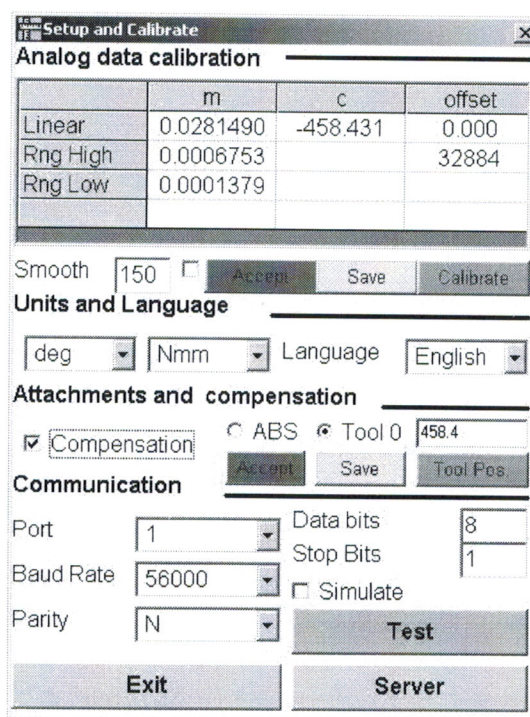 Setup and Calibrate
Analog data calibration
m c offset
Linear 0.0281490 -458.431 0.000
Rng High 0.0006753 32884
Rng Low 0.0001379
Smooth 150 Accept Save Calibrate
Units and Language
deg Nmm Language English
Attachments and compensation
Compensation ABS Tool 0 458.4
Accept Save Tool Pos.
Communication
Port 1 Data bits 8
Stop Bits 1
Baud Rate 56000 Simulate
Parity N Test
Exit Server